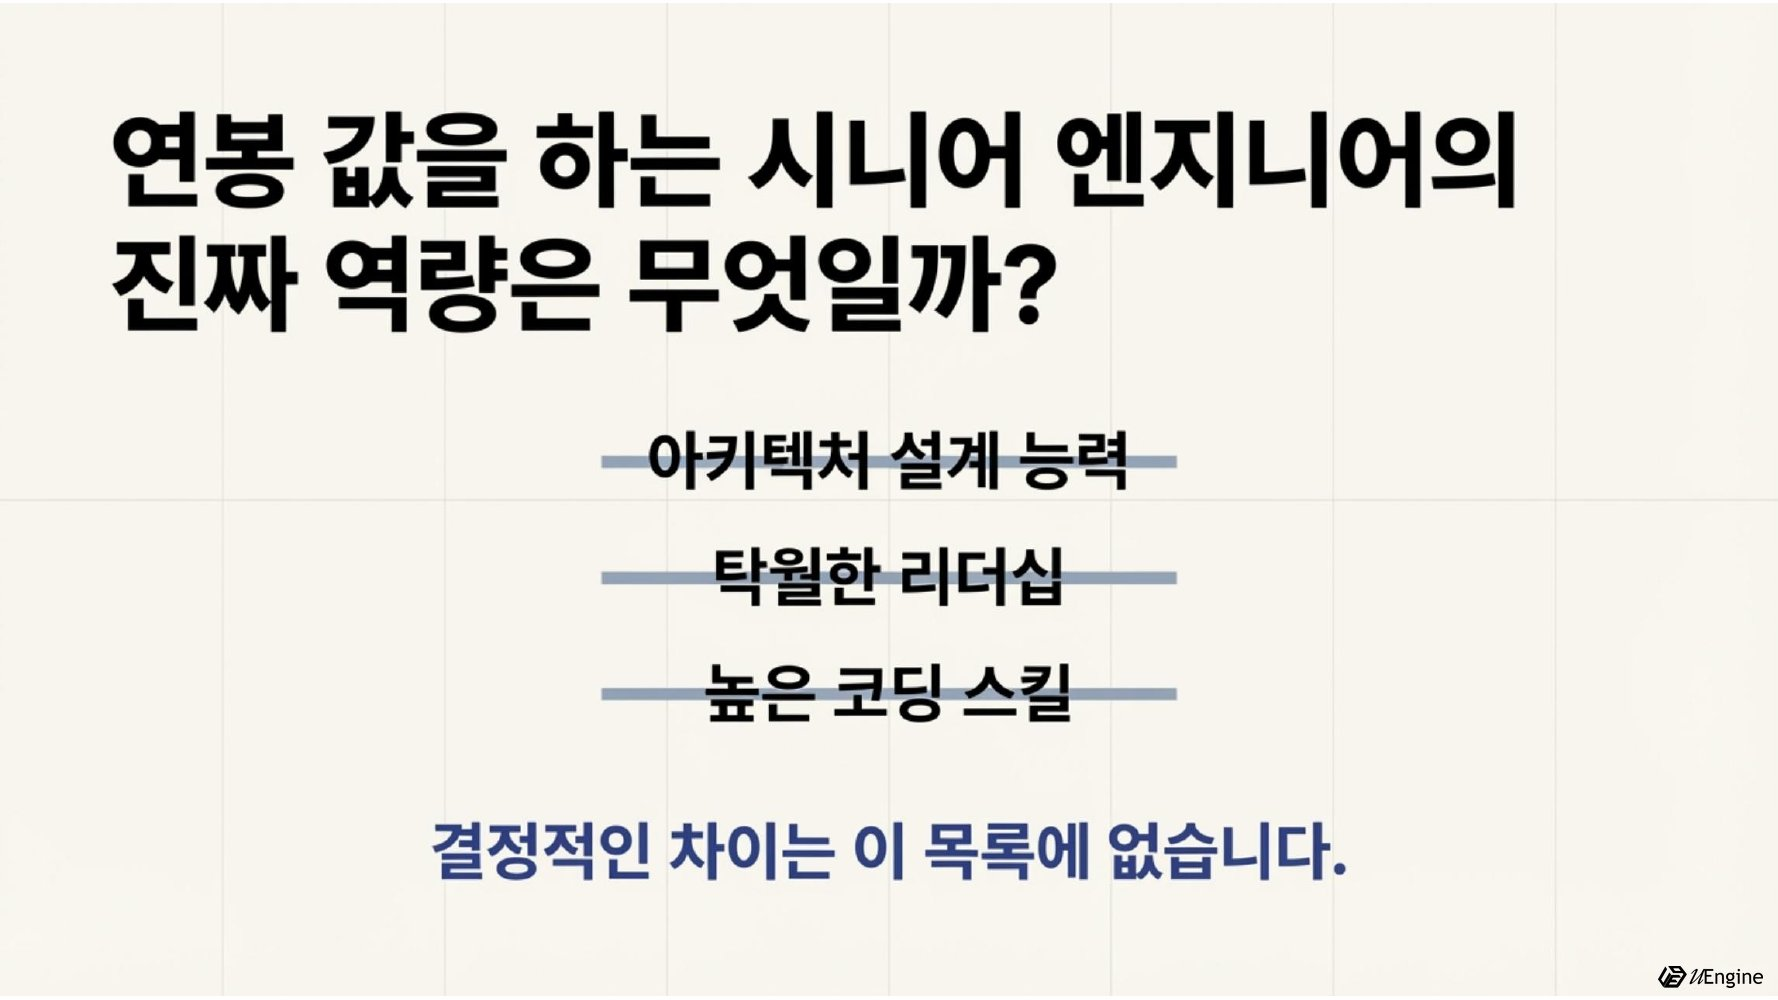 연봉 값을 하는 시니어 엔지니어의
진짜 역량은 무엇일까?
아키텍처 설계 능력
탁월한 리더십
높은 코딩 스킬
결정적인 차이는 이 목록에 없습니다.
uEngine